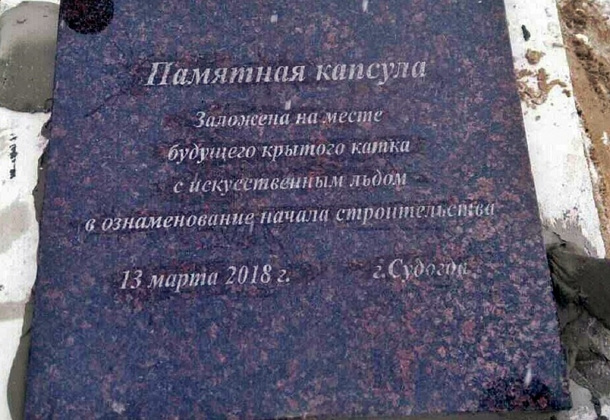 Памятная капсула
Заложена на месте
будущего крытого катка
с искусственным льдом
в ознаменование начала строительства
13 марта 2018 г. г.Судогда